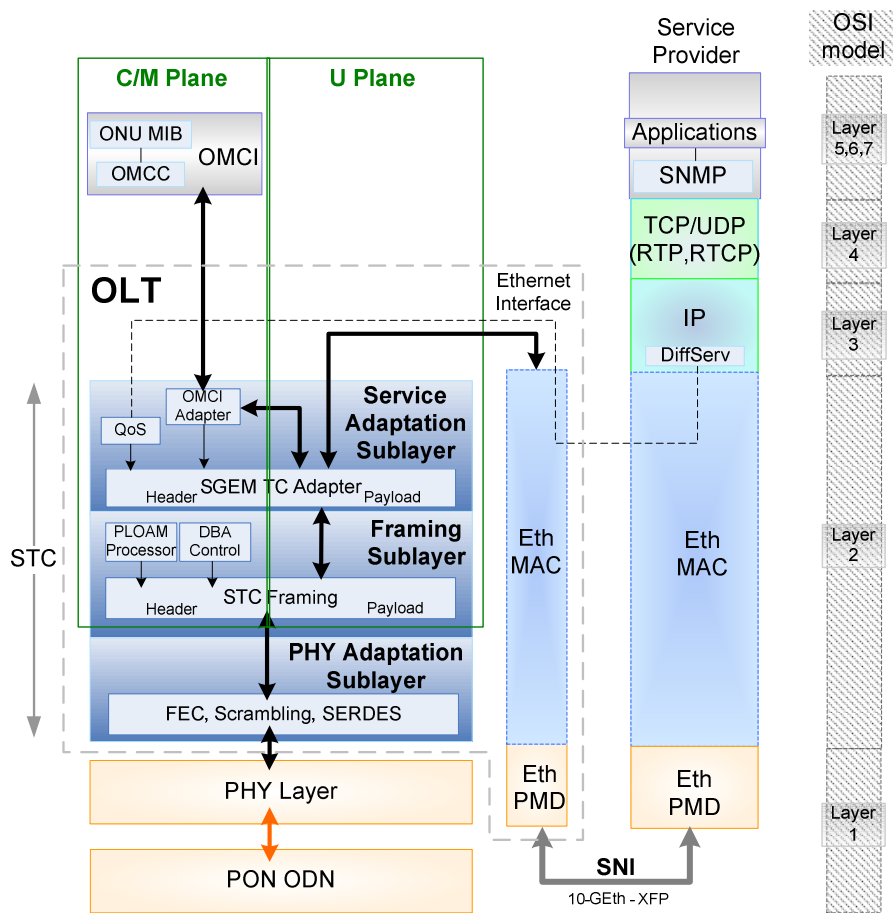 Service
Provider
OSI
model
C/M Plane
U Plane
ONU MIB
OMCI
OMCC
Applications
SNMP
Layer
5,6,7
TCP/UDP
(RTP,RTCP)
Layer
4
OLT
Ethernet
Interface
IP
DiffServ
Layer
3
STC
OMCI
Adapter
QoS
Service
Adaptation
Sublayer
SGEM TC Adapter
Header
Payload
PLOAM
Processor
DBA
Control
Framing
Sublayer
STC Framing
Header
Payload
Eth
MAC
Eth
MAC
Layer
2
PHY Adaptation
Sublayer
FEC, Scrambling, SERDES
PHY Layer
Eth
PMD
Eth
PMD
Layer
1
PON ODN
SNI
10-GEth - XFP